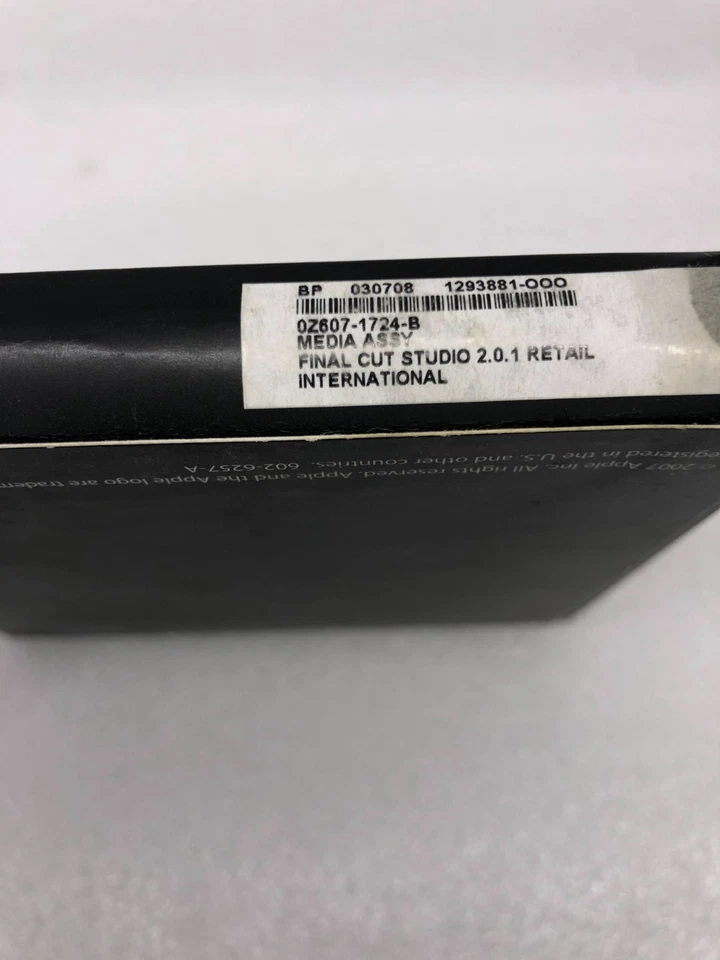 BP 030708 1293881-OOO
0Z607-1724-B
MEDIA ASSY
FINAL CUT STUDIO 2.0.1 RETAIL
INTERNATIONAL
© 2007 Apple Inc. All rights reserved. Apple and the Apple logo are
registered in the U.S. and other countries. 602-6257-A